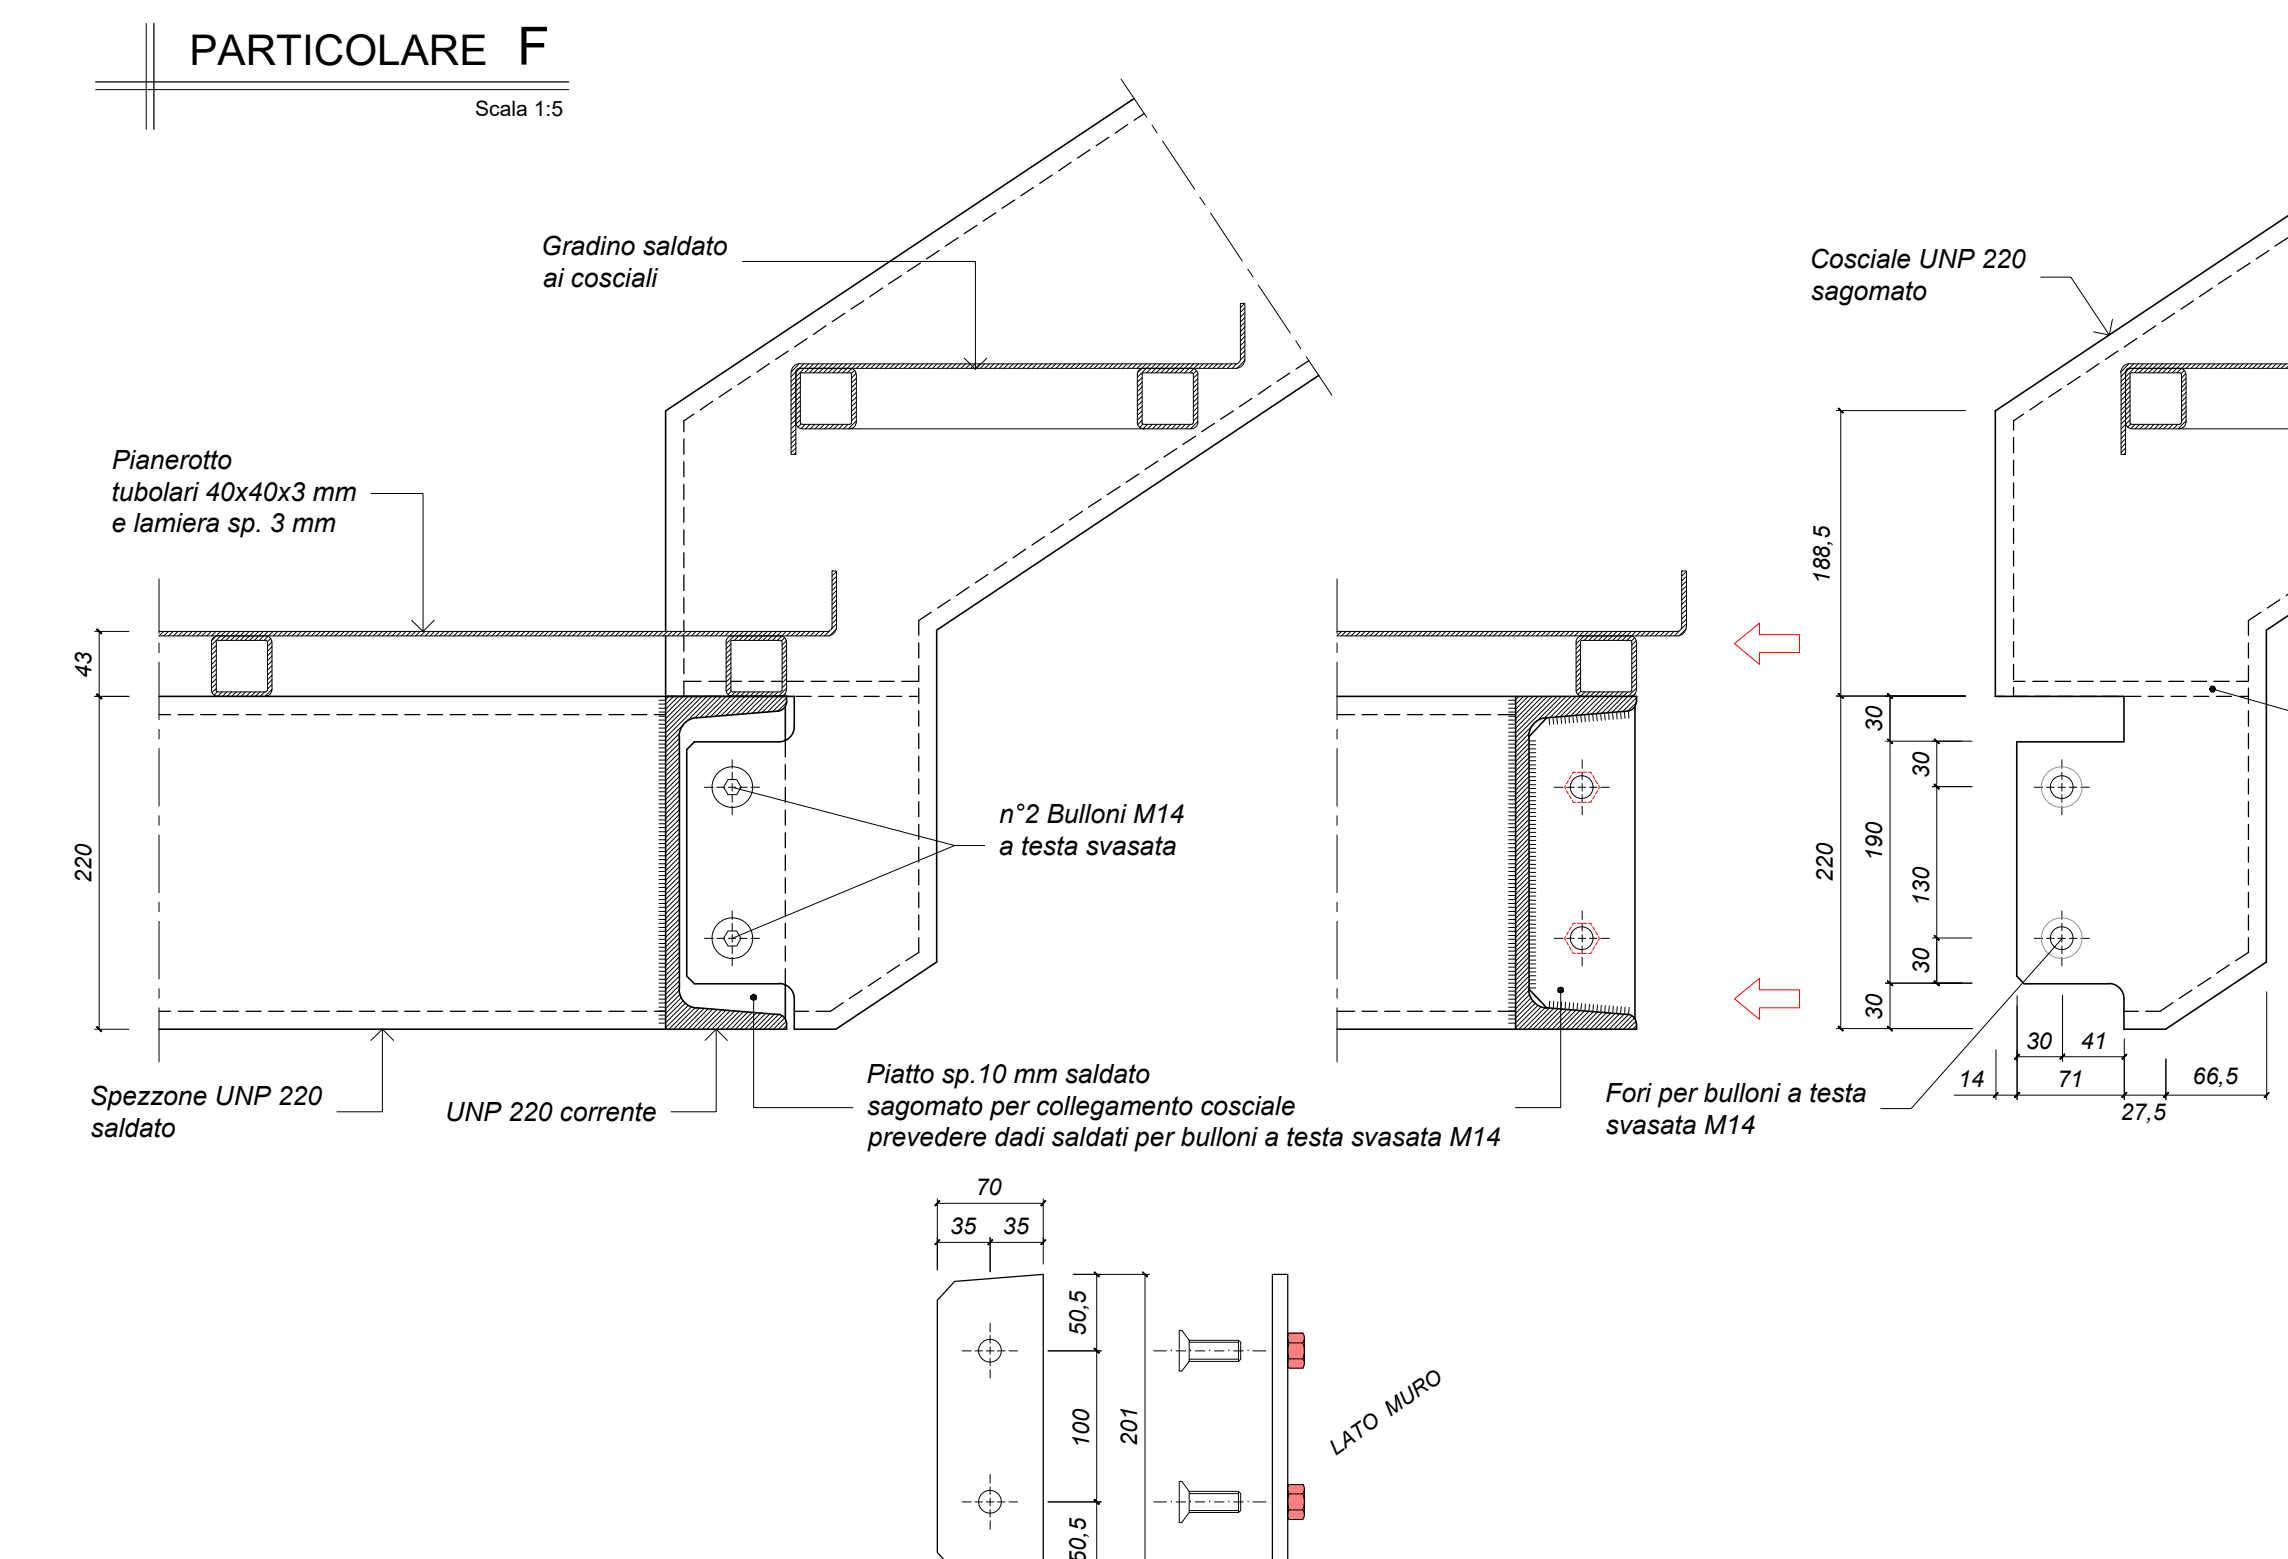 PARTICOLARE F
Scala 1:5
Gradino saldato
ai cosciali
Cosciale UNP 220
sagomato
Pianerotto
tubolari 40x40x3 mm
e lamiera sp. 3 mm
43
220
n°2 Bulloni M14
a testa svasata
188,5
220
30
190
30
30
130
30
30
41
14
71
27,5
66,5
Spezzone UNP 220
saldato
UNP 220 corrente
Piatto sp.10 mm saldato
sagomato per collegamento cosciale
prevedere dadi saldati per bulloni a testa svasata M14
Fori per bulloni a testa
svasata M14
70
35 35
50,5
100
201
50,5
LATO MURO